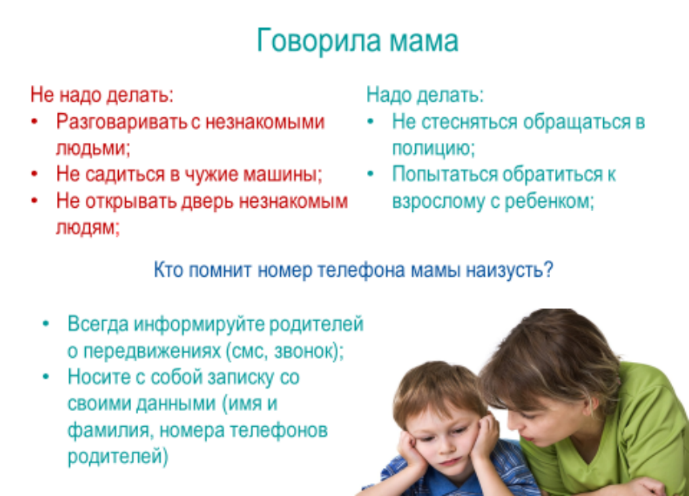 Говорила мама
Не надо делать:
• Разговаривать с незнакомыми
людьми;
• Не садиться в чужие машины;
• Не открывать дверь незнакомым
людям;
Надо делать:
• Не стесняться обращаться в
полицию;
• Попытаться обратиться к
взрослому с ребенком;
Кто помнит номер телефона мамы наизусть?
• Всегда информируйте родителей
о передвижениях (смс, звонок);
• Носите с собой записку со
своими данными (имя и
фамилия, номера телефонов
родителей)